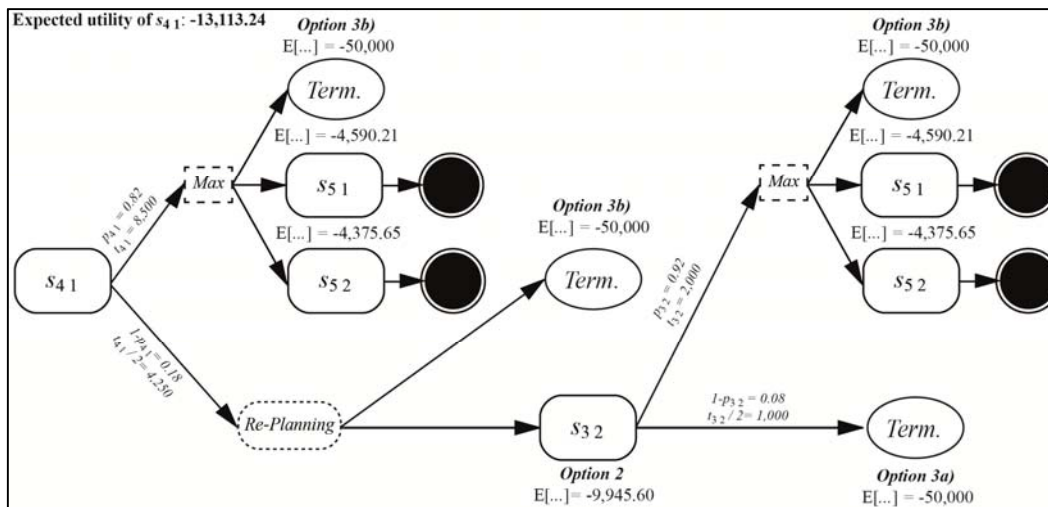 Expected utility of s4 1: -13,113.24
Option 3b)
E[...] = -50,000
Term.
E[...] = -4,590.21
Max
s5 1
p4 1 = 0.82
t4 1 = 8,500
E[...] = -4,375.65
s5 2
s4 1
1-p4 1 = 0.18
t4 1 / 2= 4,250
Re-Planning
Option 3b)
E[...] = -50,000
Term.
s3 2
Option 2
E[...]= -9,945.60
p3 2 = 0.92
t3 2 = 2,000
Option 3b)
E[...] = -50,000
Term.
E[...] = -4,590.21
Max
s5 1
E[...] = -4,375.65
s5 2
1-p3 2 = 0.08
t3 2 / 2= 1,000
Term.
Option 3a)
E[...] = -50,000